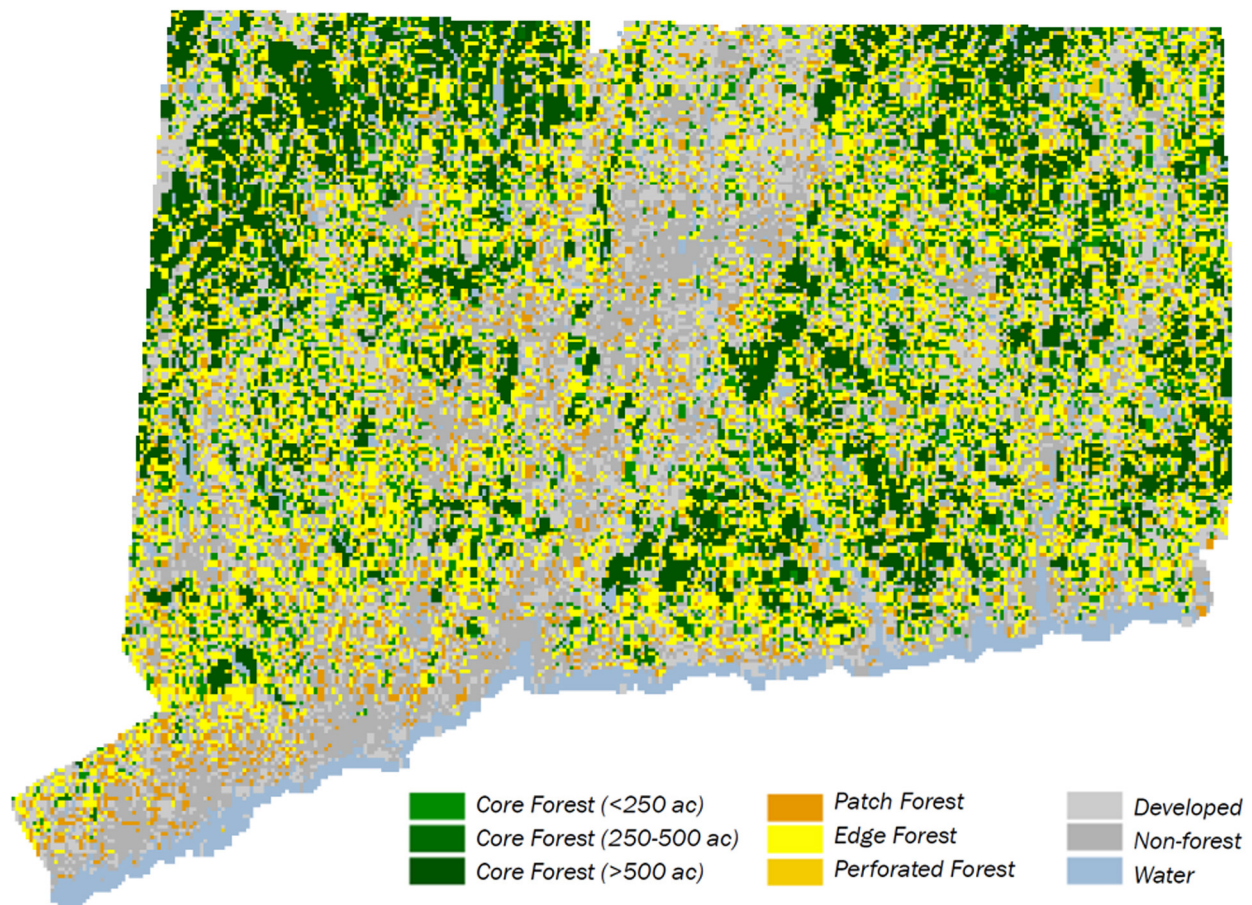 Core Forest (<250 ac)
Core Forest (250-500 ac)
Core Forest (>500 ac)
Patch Forest
Edge Forest
Perforated Forest
Developed
Non-forest
Water